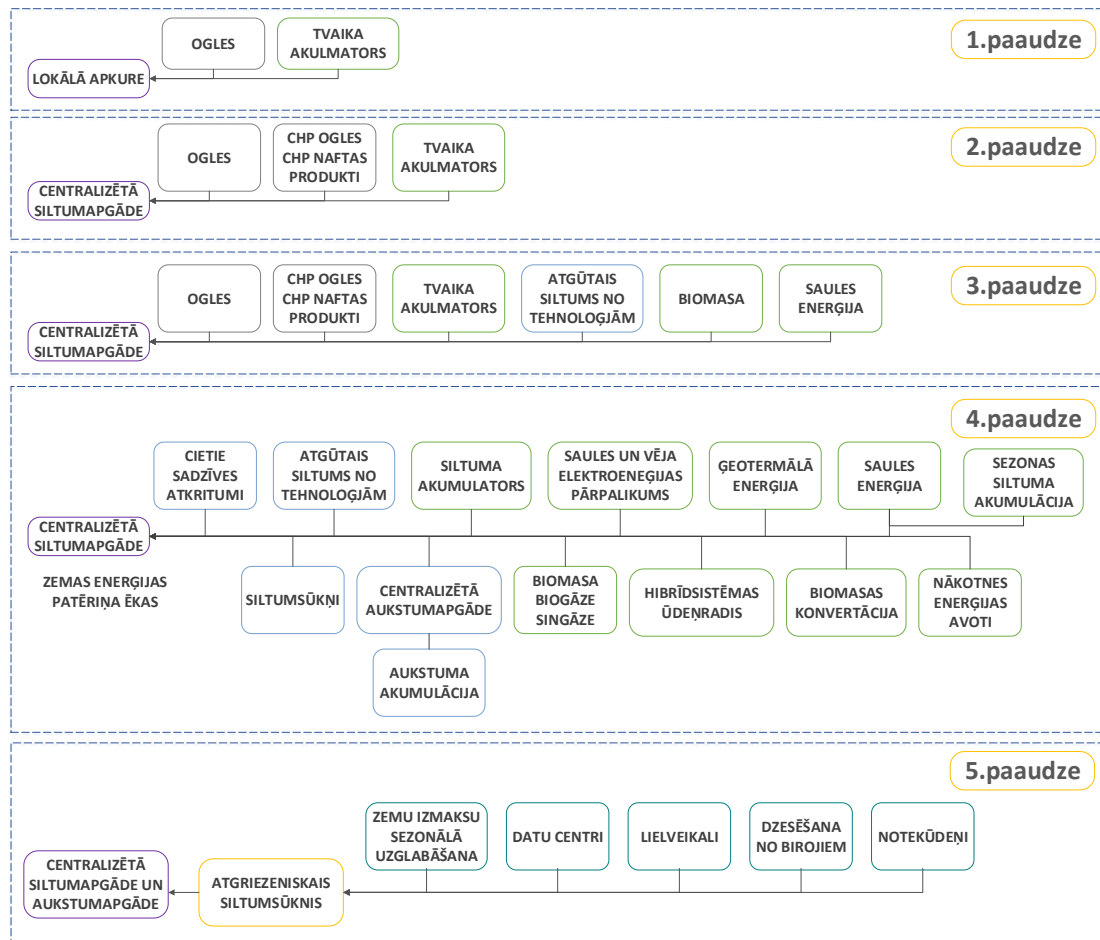 1.paaudze
OGLES
TVAIKA
AKULMATORS
LOKĀLĀ APKURE
2.paaudze
OGLES
CHP OGLES
CHP NAFTAS
PRODUKTI
TVAIKA
AKULMATORS
CENTRALIZĒTĀ
SILTUMAPGĀDE
3.paaudze
OGLES
CHP OGLES
CHP NAFTAS
PRODUKTI
TVAIKA
AKULMATORS
ATGŪTAIS
SILTUMS NO
TEHNOLOĢJĀM
BIOMASA
SAULES
ENERĢIJA
CENTRALIZĒTĀ
SILTUMAPGĀDE
4.paaudze
CIETIE
SADZĪVES
ATKRITUMI
ATGŪTAIS
SILTUMS NO
TEHNOLOĢJĀM
SILTUMA
AKUMULATORS
SAULES UN VĒJA
ELEKTROENEĢIJAS
PĀRPALIKUMS
ĢEOTERMĀLĀ
ENERĢIJA
SAULES
ENERĢIJA
SEZONAS
SILTUMA
AKUMULĀCIJA
CENTRALIZĒTĀ
SILTUMAPGĀDE
ZEMAS ENERĢIJAS
PATĒRIŅA ĒKAS
SILTUMSŪKŅI
CENTRALIZĒTĀ
AUKSTUMAPGĀDE
BIOMASA
BIOGĀZE
SINGĀZE
HIBRĪDSISTĒMAS
ŪDEŅRADIS
BIOMASAS
KONVERTĀCIJA
NĀKOTNES
ENERĢIJAS
AVOTI
AUKSTUMA
AKUMULĀCIJA
5.paaudze
ZEMU IZMAKSU
SEZONĀLĀ
UZGLABĀŠANA
DATU CENTRI
LIELVEIKALI
DZESĒŠANA
NO BIROJIEM
NOTEKŪDEŅI
CENTRALIZĒTĀ
SILTUMAPGĀDE UN
AUKSTUMAPGĀDE
ATGRIEZENISKAIS
SILTUMSŪKNIS